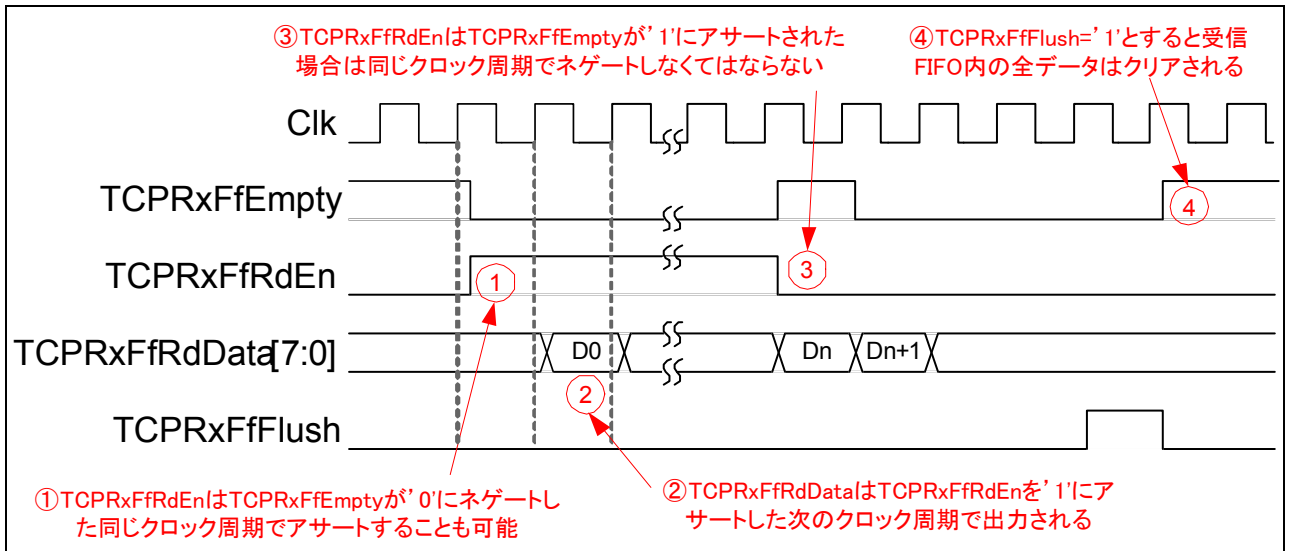 ③TCPRxFfRdEnはTCPRxFfEmptyが’1’にアサートされた
場合は同じクロック周期でネゲートしなくてはならない
④TCPRxFfFlush=’1’とすると受信
FIFO内の全データはクリアされる
Clk
TCPRxFfEmpty
4
TCPRxFfRdEn
1
3
TCPRxFfRdData[7:0]
D0
Dn
Dn+1
2
TCPRxFfFlush
①TCPRxFfRdEnはTCPRxFfEmptyが’0’にネゲートし
た同じクロック周期でアサートすることも可能
②TCPRxFfRdDataはTCPRxFfRdEnを’1’にア
サートした次のクロック周期で出力される